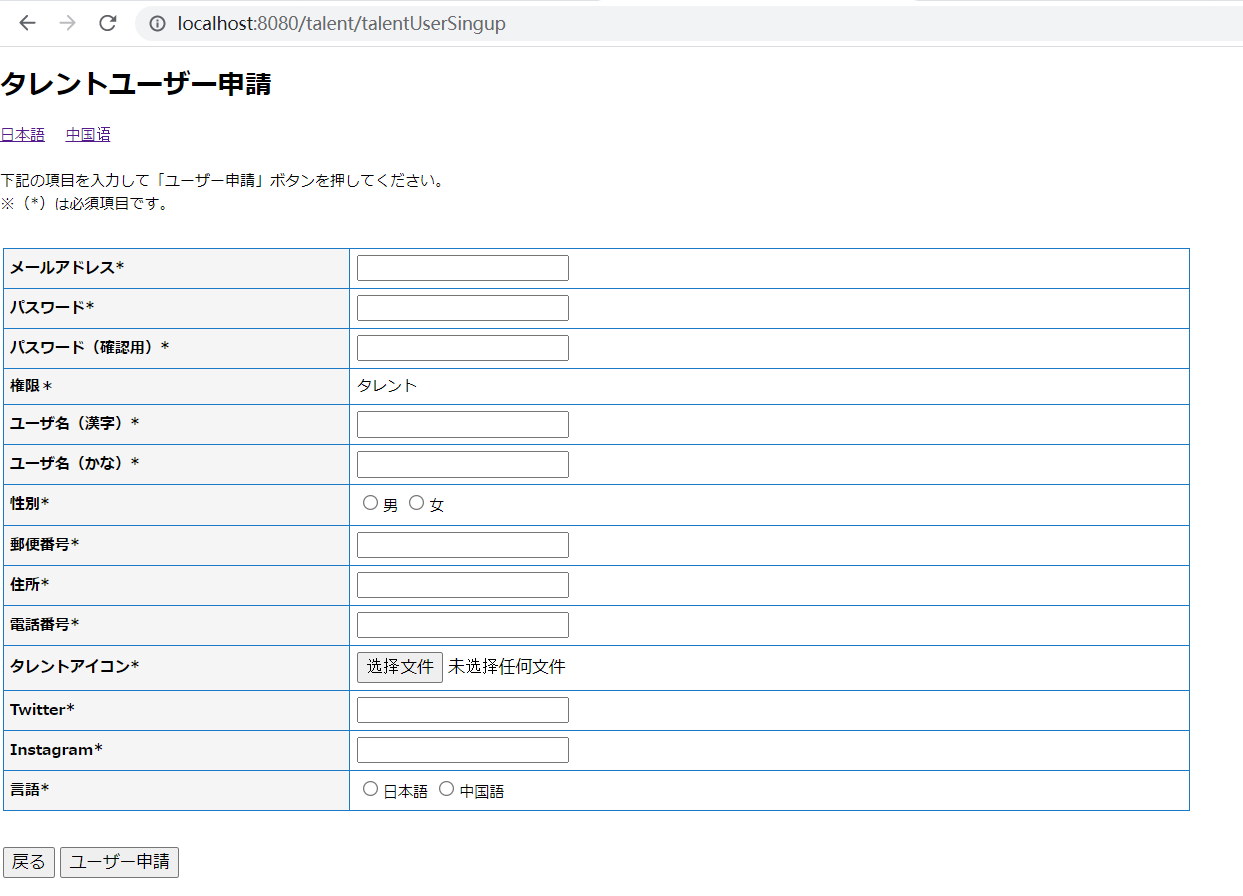 localhost:8080/talent/talentUserSingup
タレントユーザー申請
日本語 中国语
下記の項目を入力して「ユーザー申請」ボタンを押してください。
※（*）は必須項目です。
メールアドレス*
パスワード*
パスワード（確認用）*
権限* タレント
ユーザ名（漢字）*
ユーザ名（かな）*
性別* 男 女
郵便番号*
住所*
電話番号*
タレントアイコン* 选择文件 未选择任何文件
Twitter*
Instagram*
言語* 日本語 中国語
戻る ユーザー申請